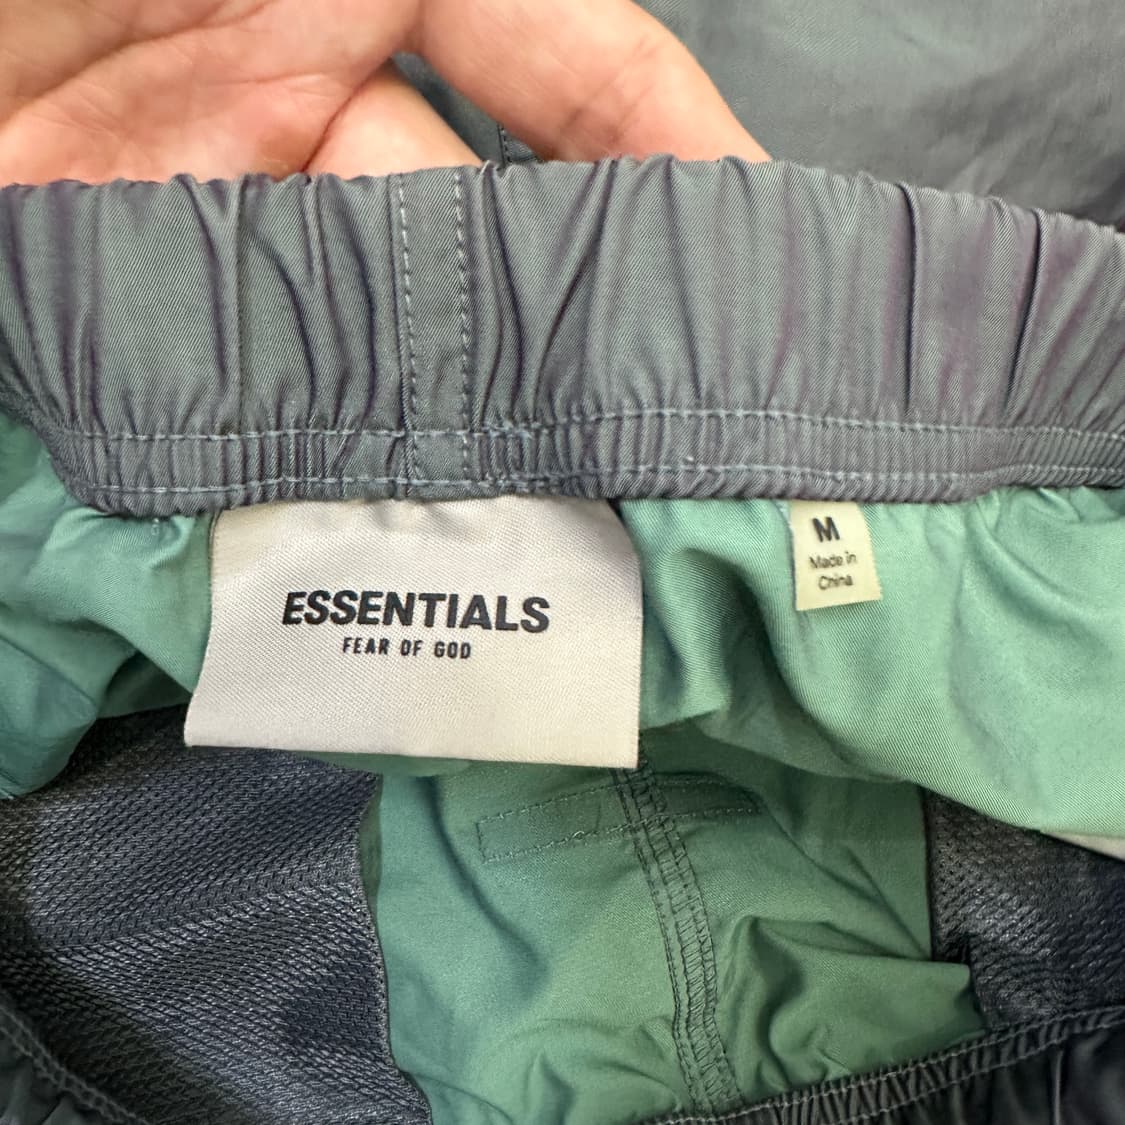 ESSENTIALS
FEAR OF GOD
M
Made in
China